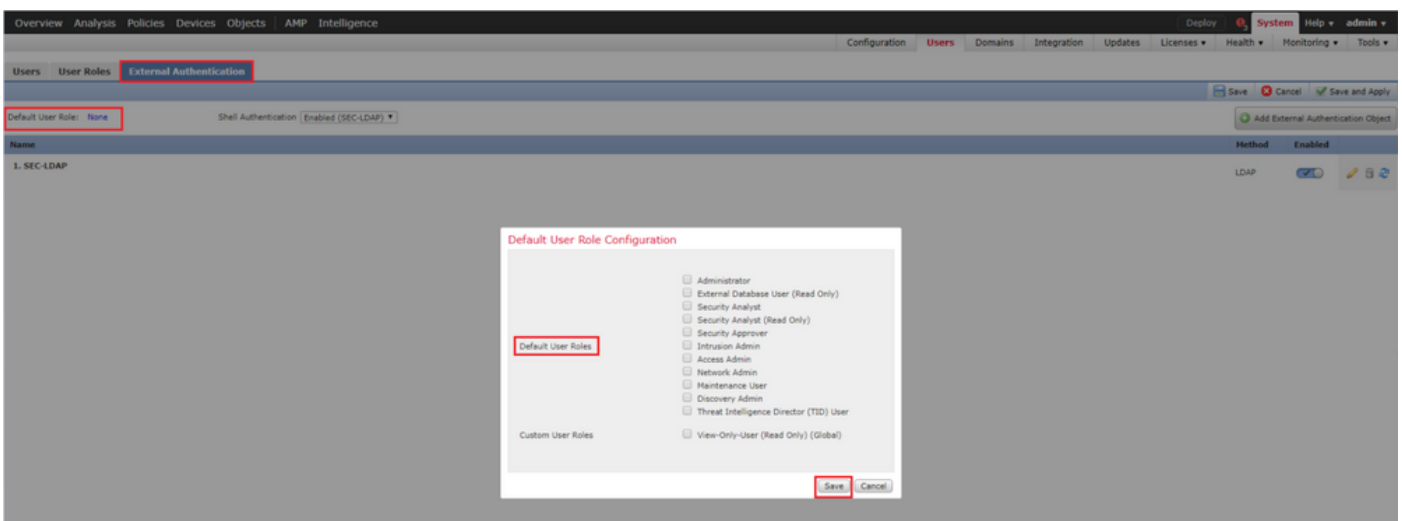 Overview Analysis Policies Devices Objects AMP Intelligence Deploy System Help admin
Configuration Users Domains Integration Updates Licenses Health Monitoring Tools
Users User Roles External Authentication
Save Cancel Save and Apply
Default User Role: None Shell Authentication Enabled (SEC-LDAP) Add External Authentication Object
Name Method Enabled
1. SEC-LDAP LDAP
Default User Role Configuration
Administrator
External Database User (Read Only)
Security Analyst
Security Analyst (Read Only)
Security Approver
Default User Roles Intrusion Admin
Access Admin
Network Admin
Maintenance User
Discovery Admin
Threat Intelligence Director (TID) User
Custom User Roles View-Only-User (Read Only) (Global)
Save Cancel